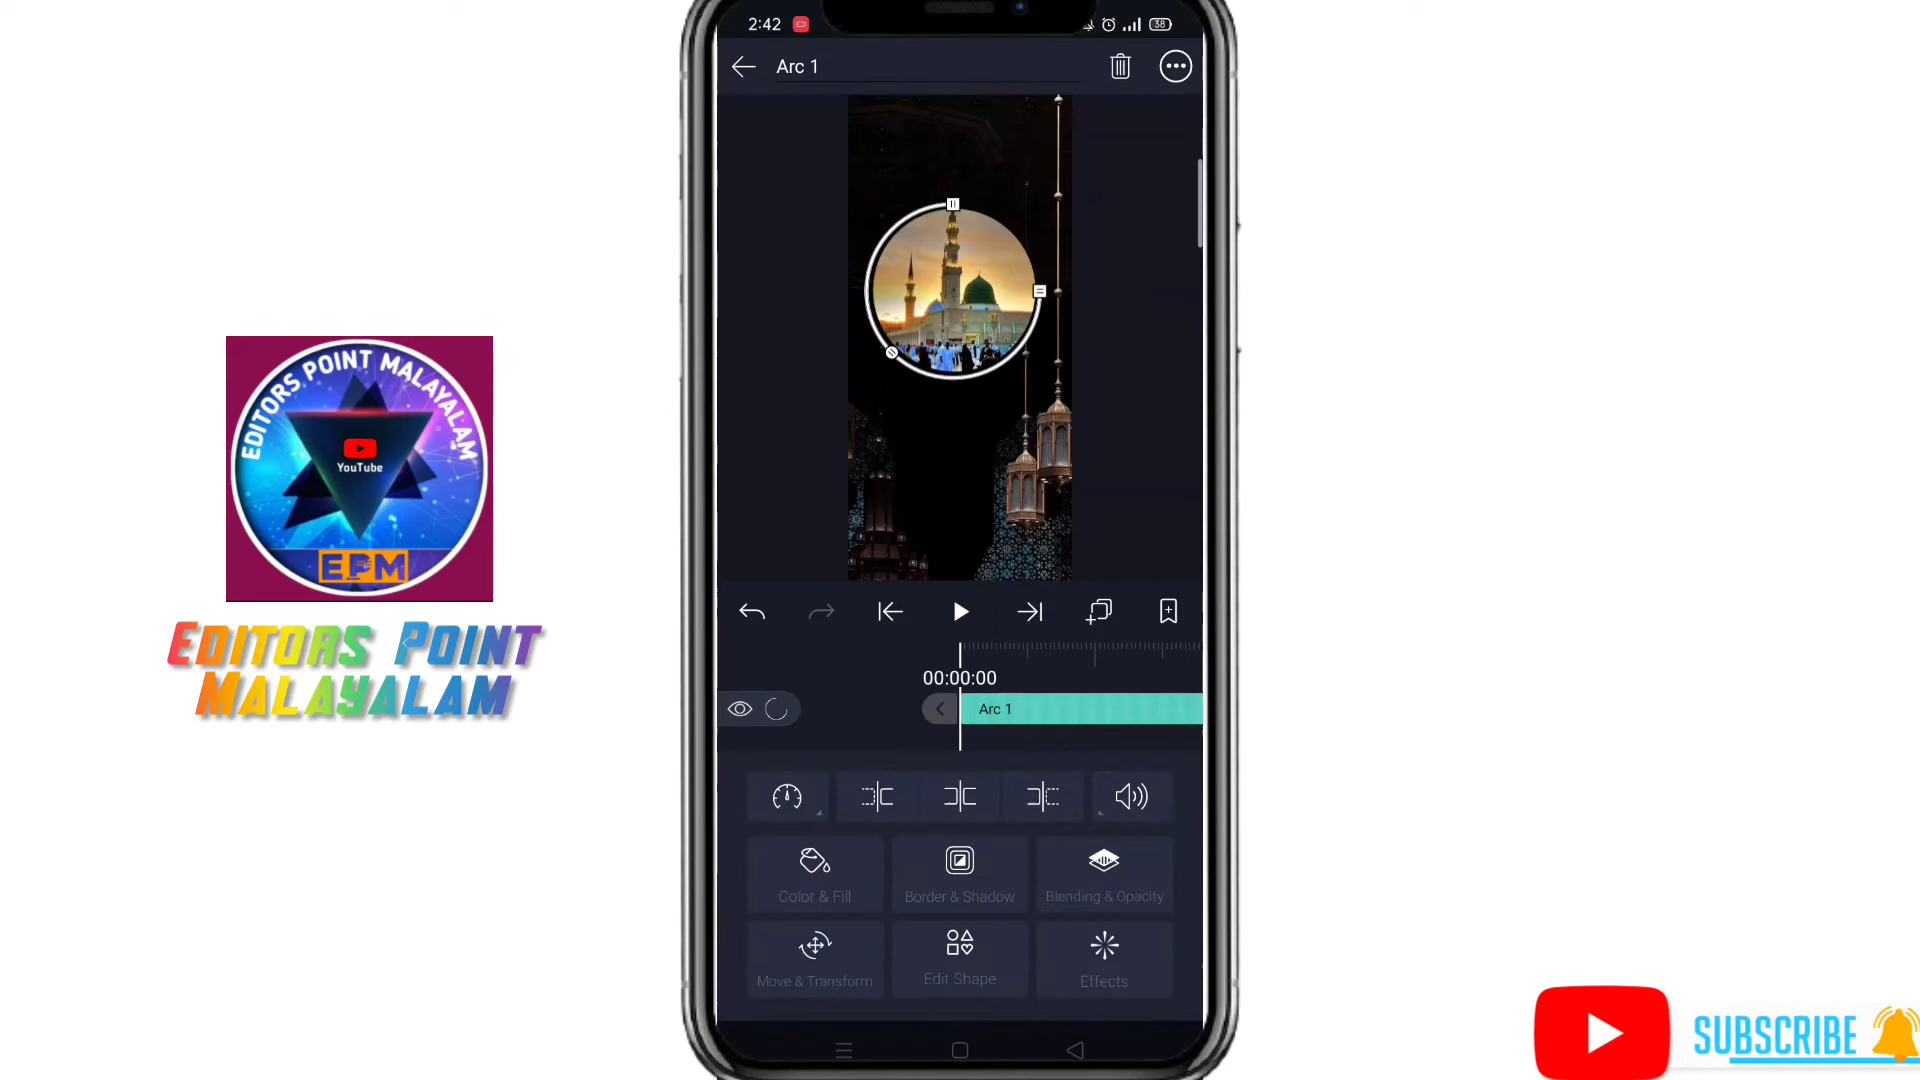 2:42
38
Arc 1
EDITORS POINT MALAYALAM
YouTube
EPM
EDITORS POINT
MALAYALAM
00:00:00
Arc 1
Color & Fill
Border & Shadow
Blending & Opacity
Move & Transform
Edit Shape
Effects
SUBSCRIBE